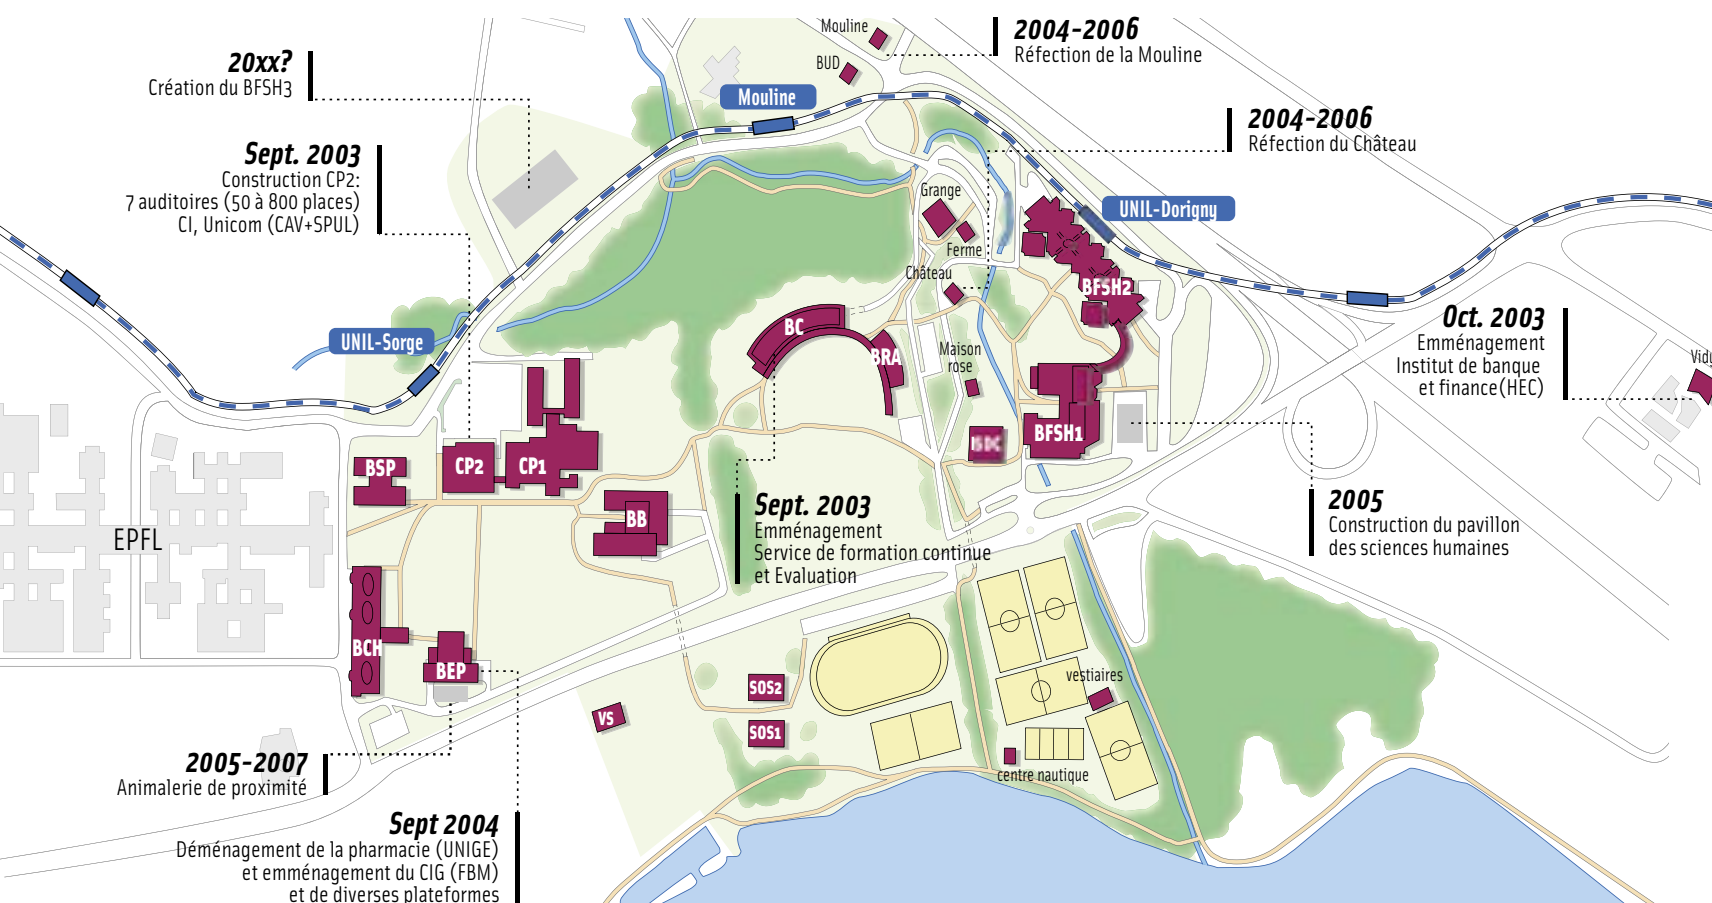 Mouline
BUD
2004-2006
Réfection de la Mouline
20xx?
Création du BFSH3
Mouline
2004-2006
Réfection du Château
Sept. 2003
Construction CP2:
7 auditoires (50 à 800 places)
CI, Unicom (CAV+SPUL)
Grange
Ferme
Château
UNIL-Dorigny
BFSH2
UNIL-Sorge
BC
BRA
Maison
rose
Oct. 2003
Emménagement
Institut de banque
et finance(HEC)
BSP
CP2
CP1
BFSH1
ISDC
BB
EPFL
Sept. 2003
Emménagement
Service de formation continue
et Evaluation
2005
Construction du pavillon
des sciences humaines
BCH
BEP
SOS2
SOS1
VS
vestiaires
centre nautique
2005-2007
Animalerie de proximité
Sept 2004
Déménagement de la pharmacie (UNIGE)
et emménagement du CIG (FBM)
et de diverses plateformes